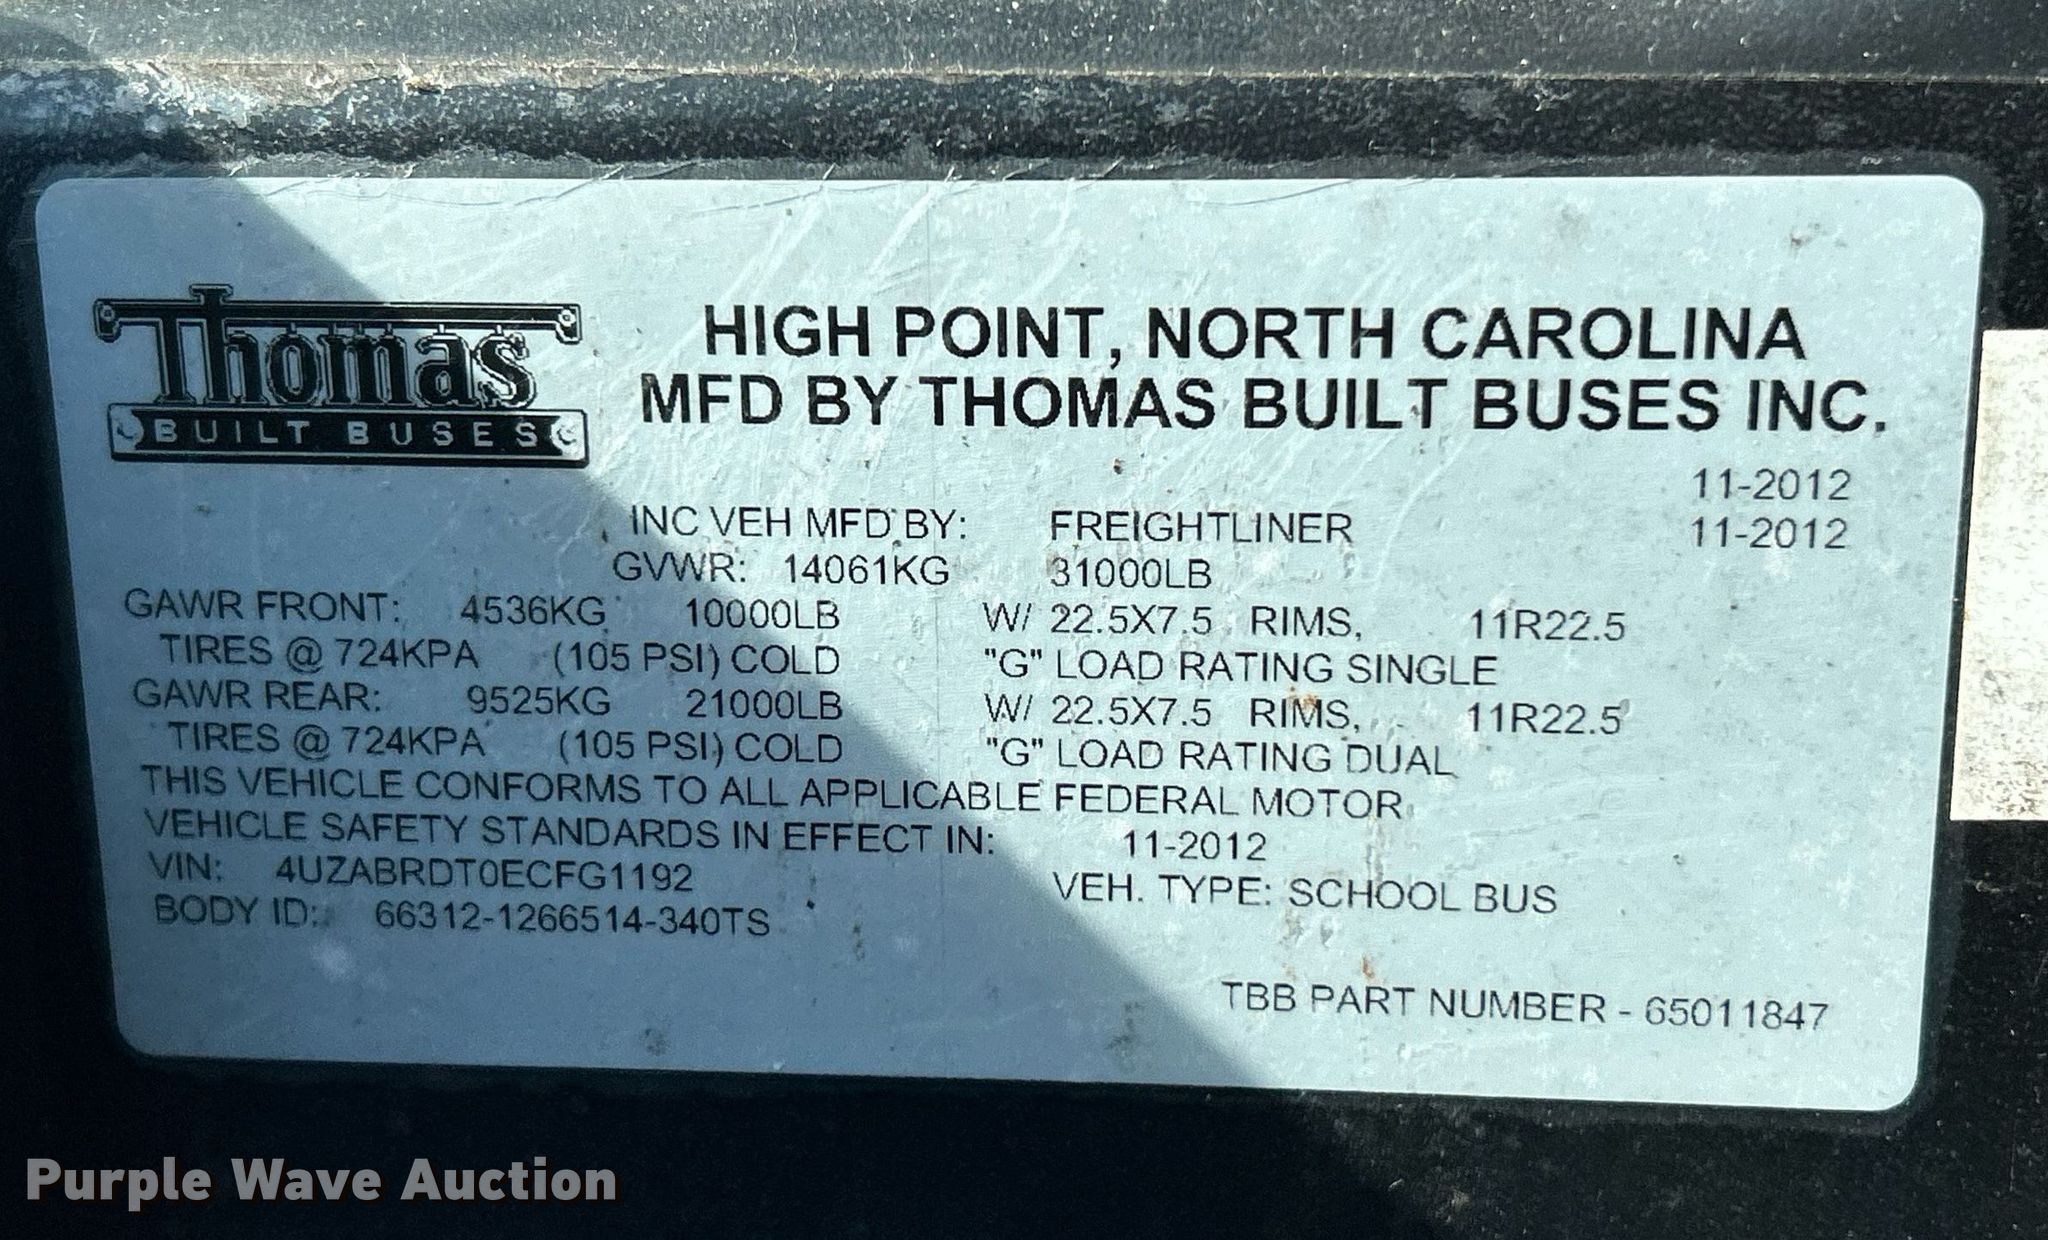 Thomas
BUILT BUSES
HIGH POINT, NORTH CAROLINA
MFD BY THOMAS BUILT BUSES INC.
11-2012
INC VEH MFD BY: FREIGHTLINER 11-2012
GVWR: 14061KG 31000LB
GAWR FRONT: 4536KG 10000LB W/ 22.5X7.5 RIMS, 11R22.5
TIRES @ 724KPA (105 PSI) COLD "G" LOAD RATING SINGLE
GAWR REAR: 9525KG 21000LB W/ 22.5X7.5 RIMS, 11R22.5
TIRES @ 724KPA (105 PSI) COLD "G" LOAD RATING DUAL
THIS VEHICLE CONFORMS TO ALL APPLICABLE FEDERAL MOTOR
VEHICLE SAFETY STANDARDS IN EFFECT IN: 11-2012
VIN: 4UZABRDT0ECFG1192 VEH. TYPE: SCHOOL BUS
BODY ID: 66312-1266514-340TS
TBB PART NUMBER - 65011847
Purple Wave Auction